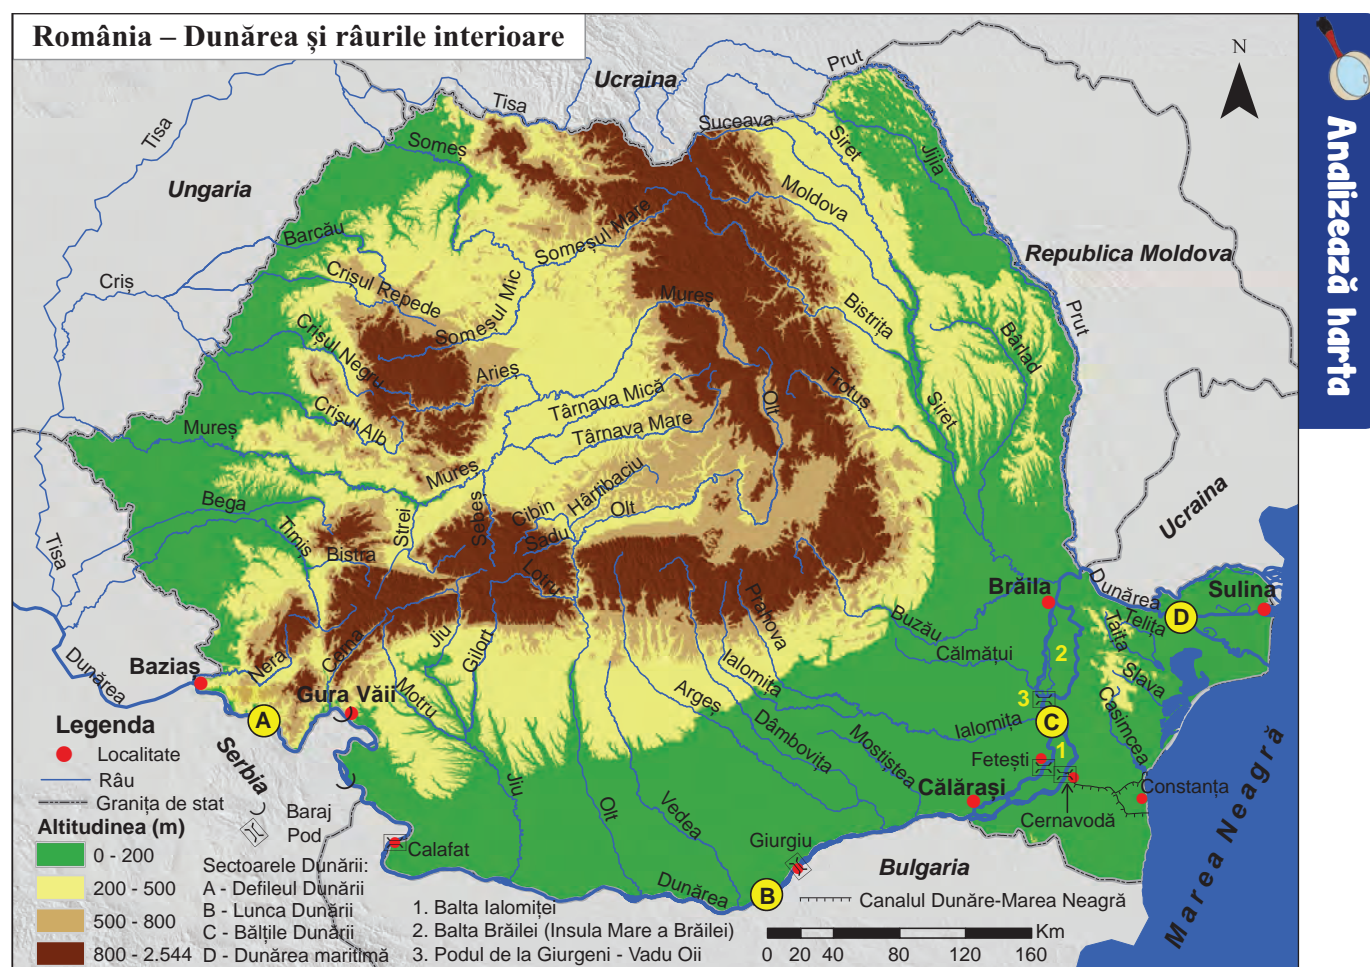 România – Dunărea și râurile interioare
Analizează harta
N
Ucraina
Prut
Tisa
Tisa
Suceava
Siret
Jijia
Someș
Ungaria
Moldova
Barcău
Someșul Mare
Republica Moldova
Criș
Crișul Repede
Someșul Mic
Mureș
Bistrița
Prut
Crișul Negru
Bârlad
Arieș
Târnava Mică
Olt
Trotuș
Siret
Crișul Alb
Târnava Mare
Mureș
Mureș
Hârtibaciu
Bega
Sebeș
Cibin
Olt
Ucraina
Timiș
Strei
Sadu
Tisa
Bistra
Lotru
Prahova
Brăila
Dunărea
Sulina
D
Telița
Taița
Buzău
Călmățui
2
Slava
Nera
Cerna
Jiu
Gilort
Ialomița
Dunărea
Baziaș
Gura Văii
Motru
Argeș
3
Casimcea
A
Ialomița
C
Dâmbovița
Mostiștea
1
Fetești
Serbia
Jiu
Olt
Vedea
Călărași
Constanța
Cernavodă
Marea Neagră
Calafat
Giurgiu
Dunărea
B
Bulgaria
Legenda
Localitate
Râu
Granița de stat
Baraj
Pod
Altitudinea (m)
0 - 200
200 - 500
500 - 800
800 - 2.544
Sectoarele Dunării:
A - Defileul Dunării
B - Lunca Dunării
C - Bălțile Dunării
D - Dunărea maritimă
1. Balta Ialomiței
2. Balta Brăilei (Insula Mare a Brăilei)
3. Podul de la Giurgeni - Vadu Oii
Canalul Dunăre-Marea Neagră
Km
0 20 40 80 120 160